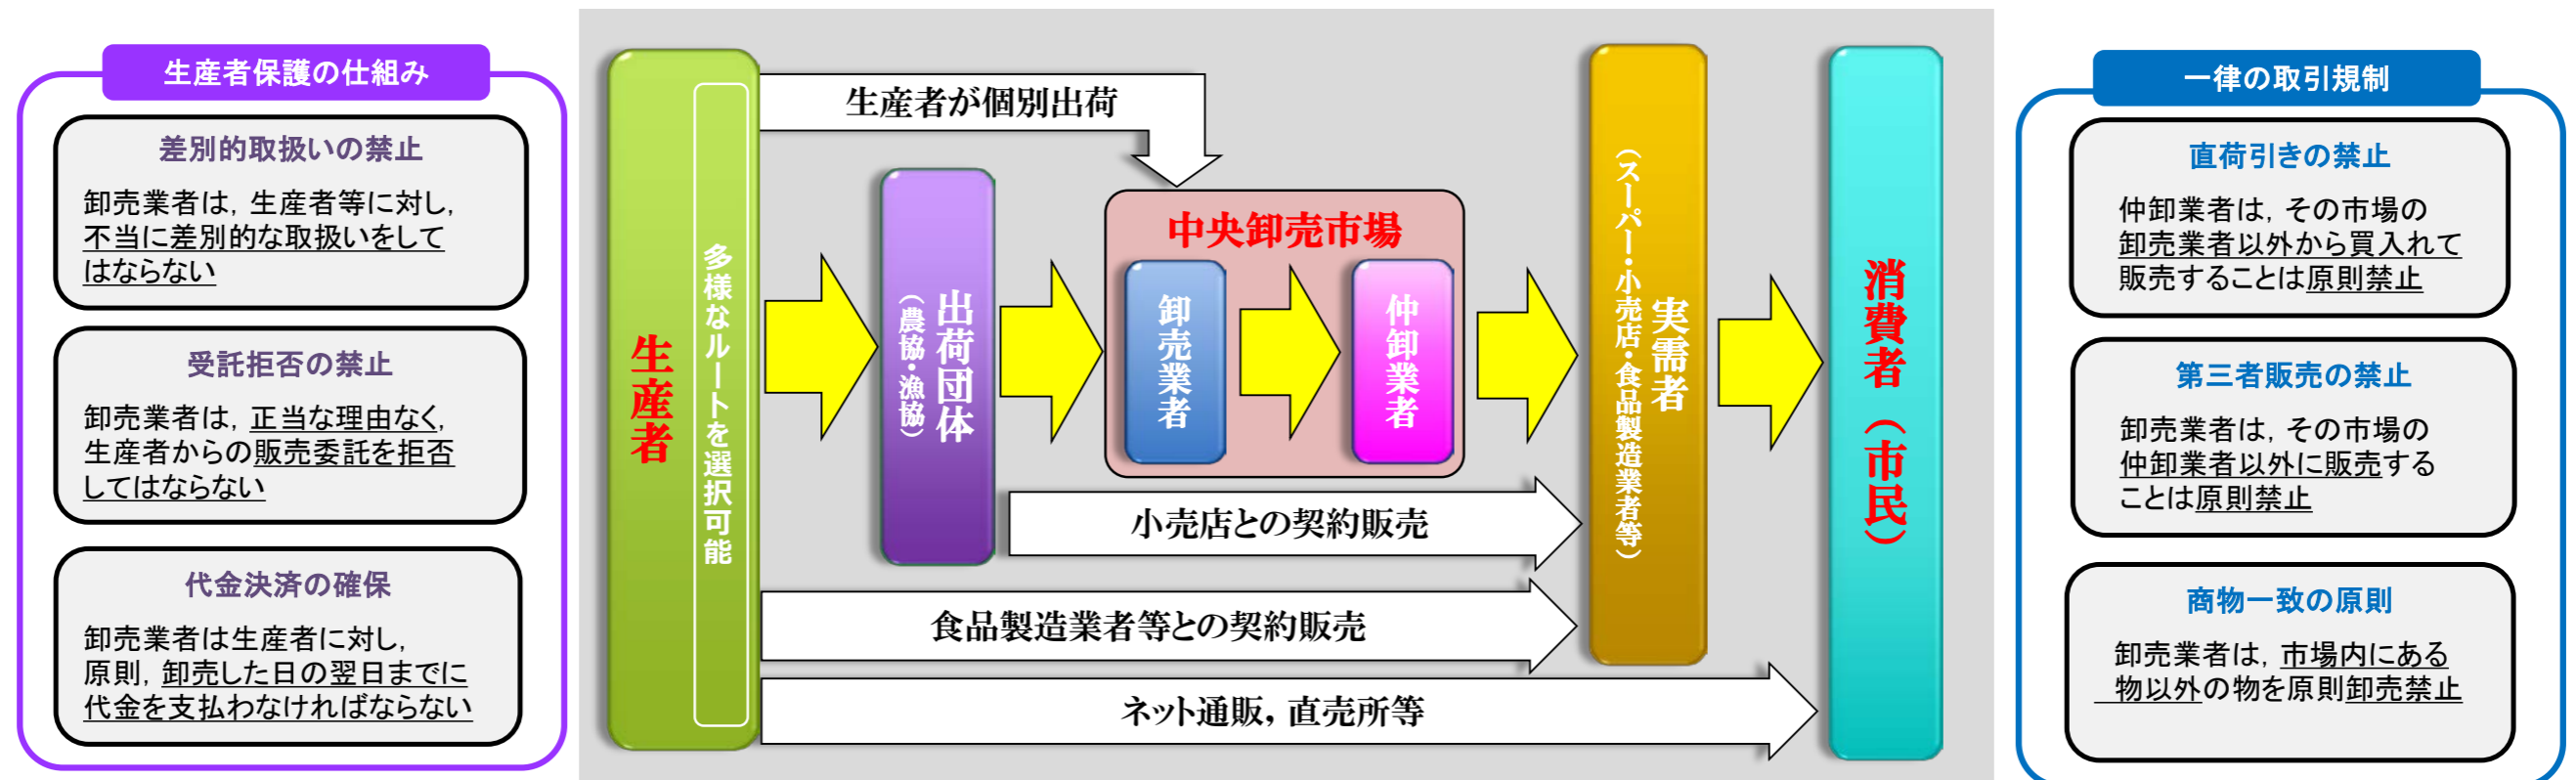 生産者保護の仕組み
差別的取扱いの禁止
卸売業者は，生産者等に対し，
不当に差別的な取扱いをして
はならない
受託拒否の禁止
卸売業者は，正当な理由なく，
生産者からの販売委託を拒否
してはならない
代金決済の確保
卸売業者は生産者に対し，
原則，卸売した日の翌日までに
代金を支払わなければならない
生産者
多様なルートを選択可能
生産者が個別出荷
出荷団体
（農協・漁協）
中央卸売市場
卸売業者
仲卸業者
小売店との契約販売
食品製造業者等との契約販売
ネット通販，直売所等
実需者
（スーパー・小売店・食品製造業者等）
消費者（市民）
一律の取引規制
直荷引きの禁止
仲卸業者は，その市場の
卸売業者以外から買入れて
販売することは原則禁止
第三者販売の禁止
卸売業者は，その市場の
仲卸業者以外に販売する
ことは原則禁止
商物一致の原則
卸売業者は，市場内にある
物以外の物を原則卸売禁止